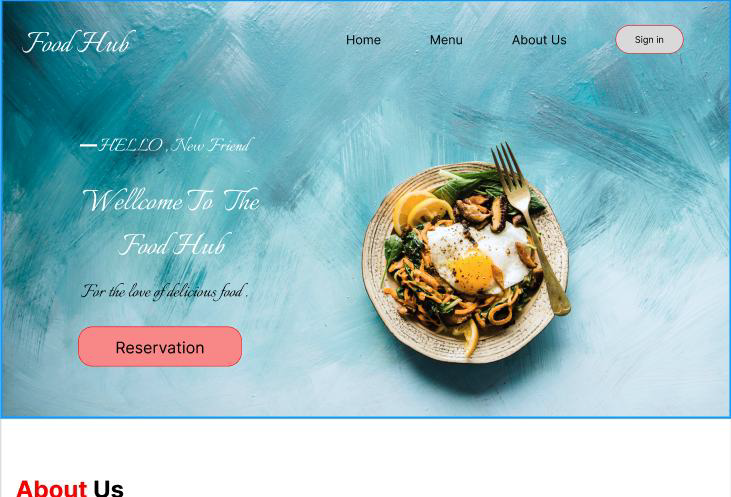 Food Hub
Home
Menu
About Us
Sign in
HELLO , New Friend
Wellcome To The
Food Hub
For the love of delicious food .
Reservation
About Us